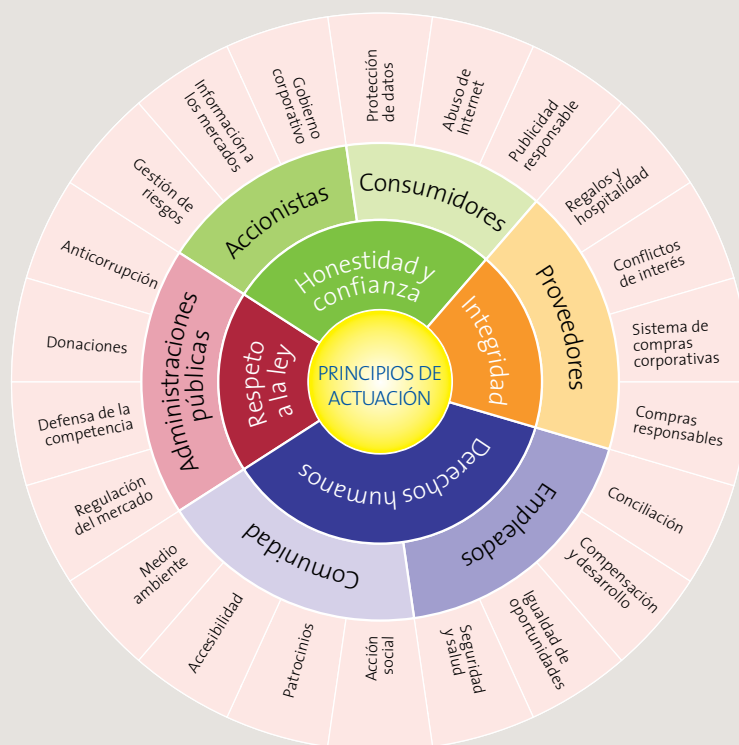 PRINCIPIOS DE
ACTUACIÓN
Honestidad y
confianza
Integridad
Derechos humanos
Respeto
a la ley
Accionistas
Consumidores
Proveedores
Empleados
Comunidad
Administraciones
públicas
Protección
de datos
Abuso de
Internet
Publicidad
responsable
Regalos y
hospitalidad
Conflictos
de interés
Sistema de
compras
corporativas
Compras
responsables
Conciliación
Compensación
y desarrollo
Igualdad de
oportunidades
Seguridad
y salud
Acción
social
Patrocinios
Accesibilidad
Medio
ambiente
Regulación
del mercado
Defensa de la
competencia
Donaciones
Anticorrupción
Gestión de
riesgos
Información a
los mercados
Gobierno
corporativo